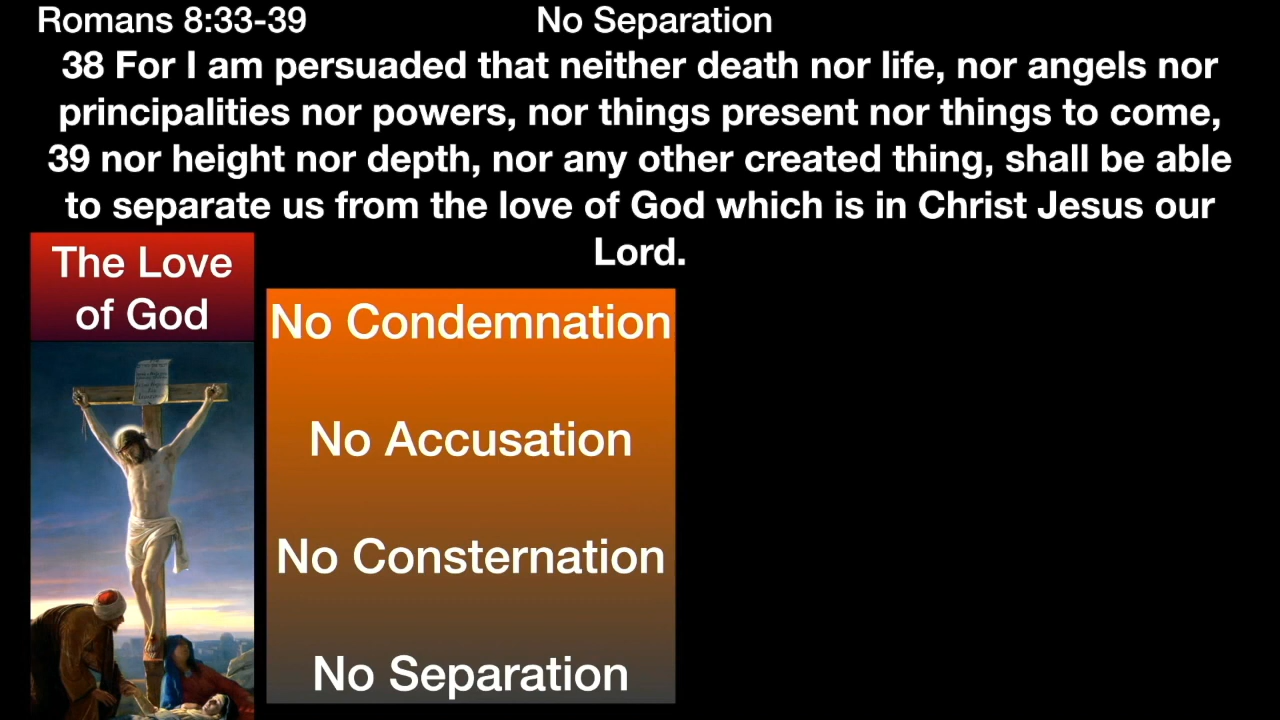 Romans 8:33-39 No Separation
38 For I am persuaded that neither death nor life, nor angels nor
principalities nor powers, nor things present nor things to come,
39 nor height nor depth, nor any other created thing, shall be able
to separate us from the love of God which is in Christ Jesus our
Lord.
The Love
of God
No Condemnation
No Accusation
No Consternation
No Separation